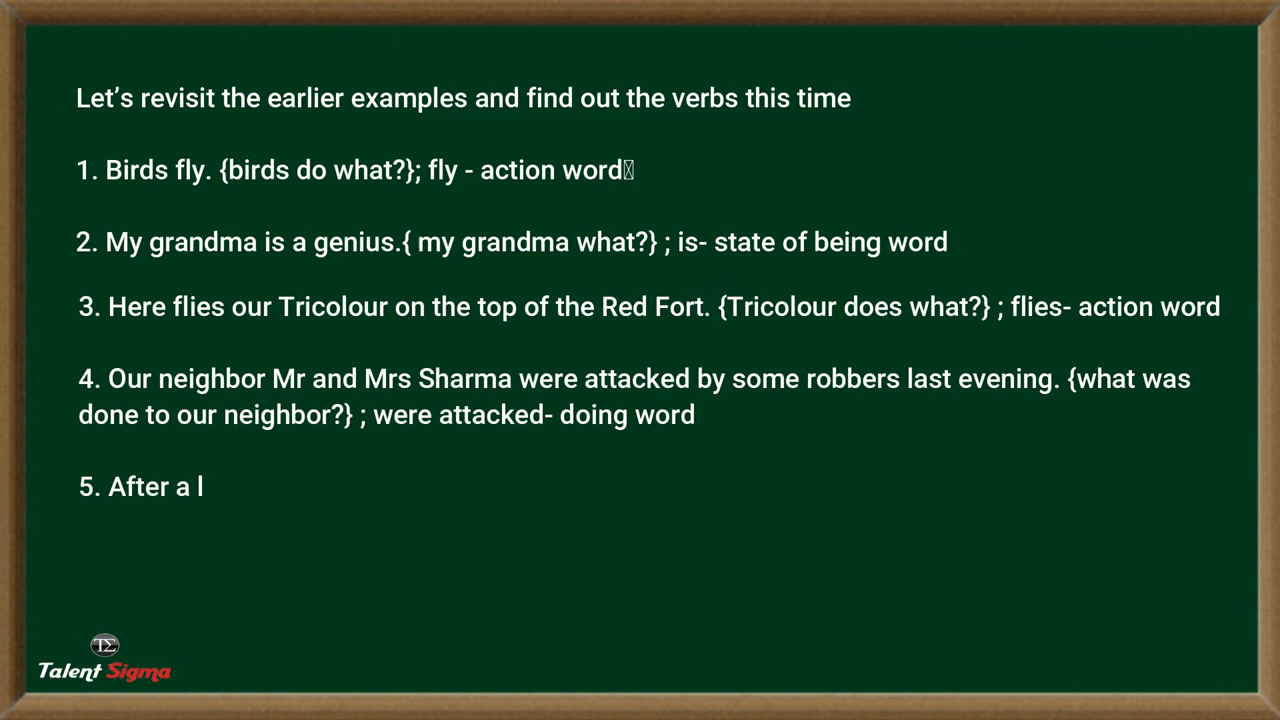 Let’s revisit the earlier examples and find out the verbs this time
1. Birds fly. {birds do what?}; fly - action word
2. My grandma is a genius.{ my grandma what?} ; is- state of being word
3. Here flies our Tricolour on the top of the Red Fort. {Tricolour does what?} ; flies- action word
4. Our neighbor Mr and Mrs Sharma were attacked by some robbers last evening. {what was
done to our neighbor?} ; were attacked- doing word
5. After a l
TΣ
Talent Sigma